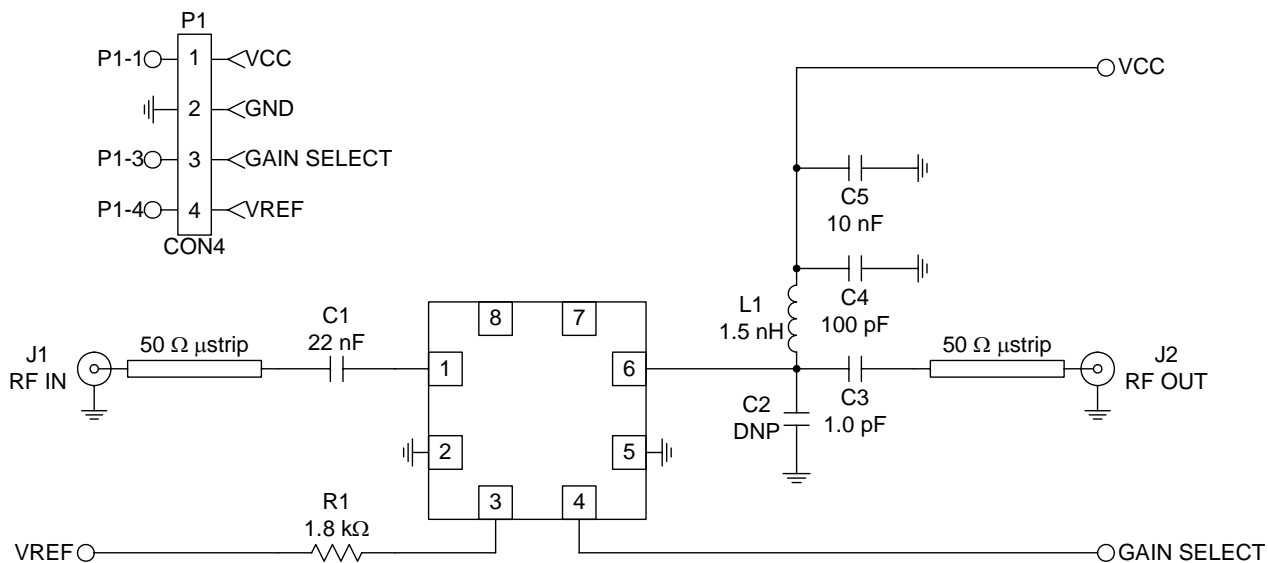 P1
P1-1
1
VCC
2
GND
P1-3
3
GAIN SELECT
P1-4
4
VREF
CON4
VCC
C5
10 nF
C4
100 pF
L1
1.5 nH
J1
RF IN
50 Ω μstrip
C1
22 nF
8
7
1
6
2
5
3
4
C2
DNP
C3
1.0 pF
50 Ω μstrip
J2
RF OUT
R1
1.8 kΩ
VREF
GAIN SELECT